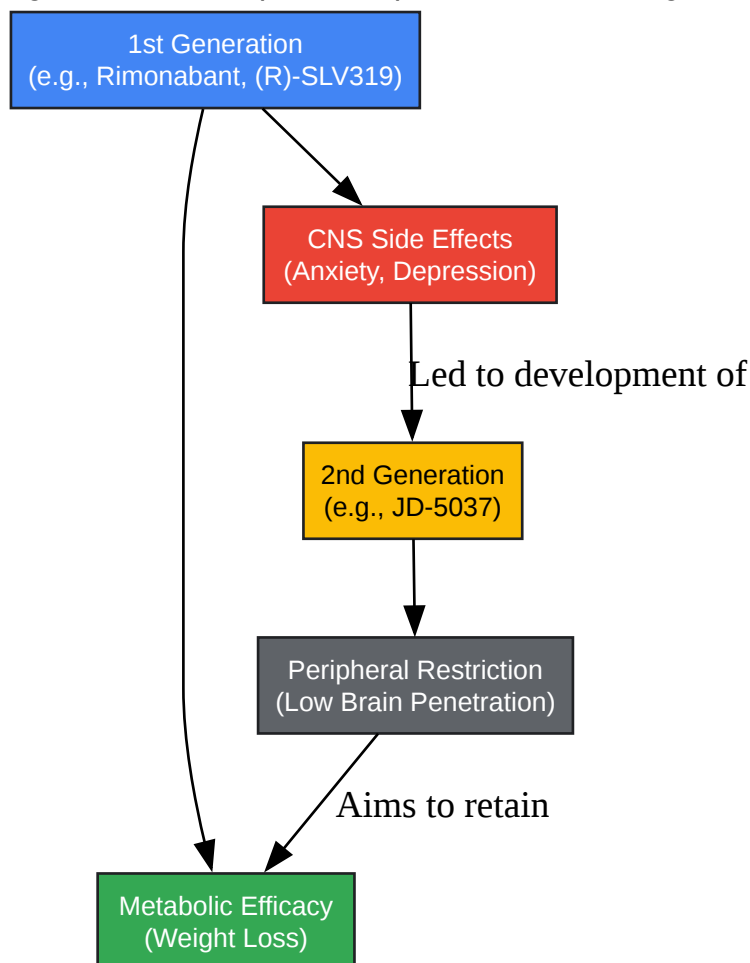 1st Generation
(e.g., Rimonabant, (R)-SLV319)
CNS Side Effects
(Anxiety, Depression)
Led to development of
2nd Generation
(e.g., JD-5037)
Peripheral Restriction
(Low Brain Penetration)
Aims to retain
Metabolic Efficacy
(Weight Loss)